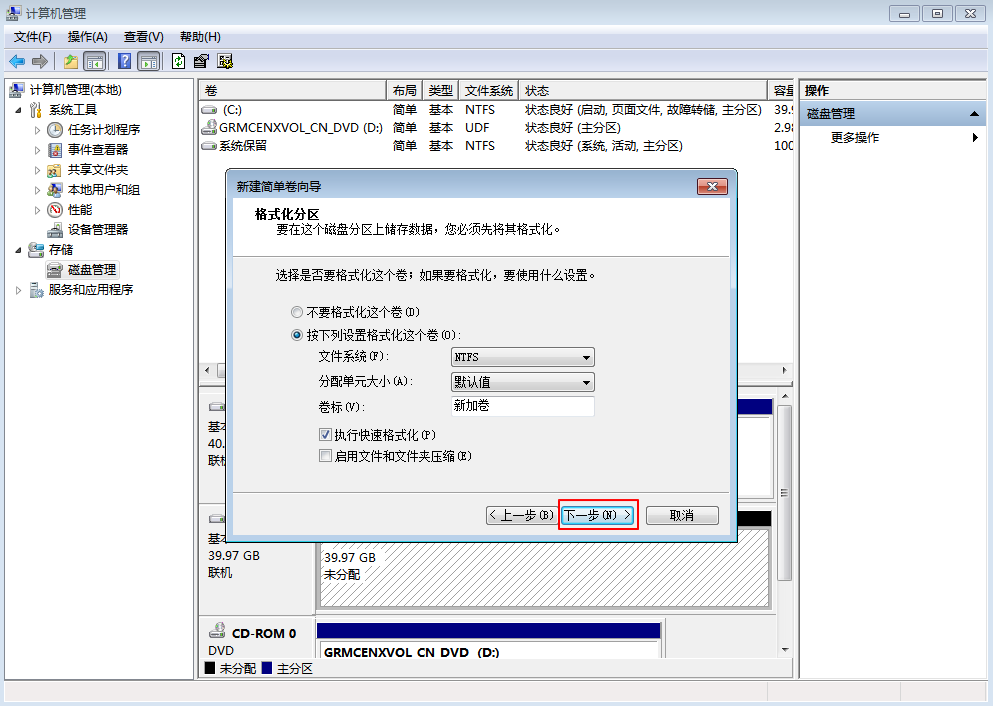 计算机管理
文件(F) 操作(A) 查看(V) 帮助(H)
计算机管理(本地)
系统工具
任务计划程序
事件查看器
共享文件夹
本地用户和组
性能
设备管理器
存储
磁盘管理
服务和应用程序
卷 布局 类型 文件系统 状态 容量
(C:) 简单 基本 NTFS 状态良好 (启动, 页面文件, 故障转储, 主分区) 39.9
GRMCENXVOL_CN_DVD (D:) 简单 基本 UDF 状态良好 (主分区) 2.98
系统保留 简单 基本 NTFS 状态良好 (系统, 活动, 主分区) 100
操作
磁盘管理
更多操作
新建简单卷向导
格式化分区
要在这个磁盘分区上储存数据，您必须先将其格式化。
选择是否要格式化这个卷；如果要格式化，要使用什么设置。
不要格式化这个卷(D)
按下列设置格式化这个卷(O):
文件系统(F): NTFS
分配单元大小(A): 默认值
卷标(V): 新加卷
执行快速格式化(P)
启用文件和文件夹压缩(E)
< 上一步(B) 下一步(N) > 取消
基本
40.
联机
基本
39.97 GB
联机
39.97 GB
未分配
CD-ROM 0
DVD
GRMCENXVOL_CN_DVD (D:)
未分配 主分区